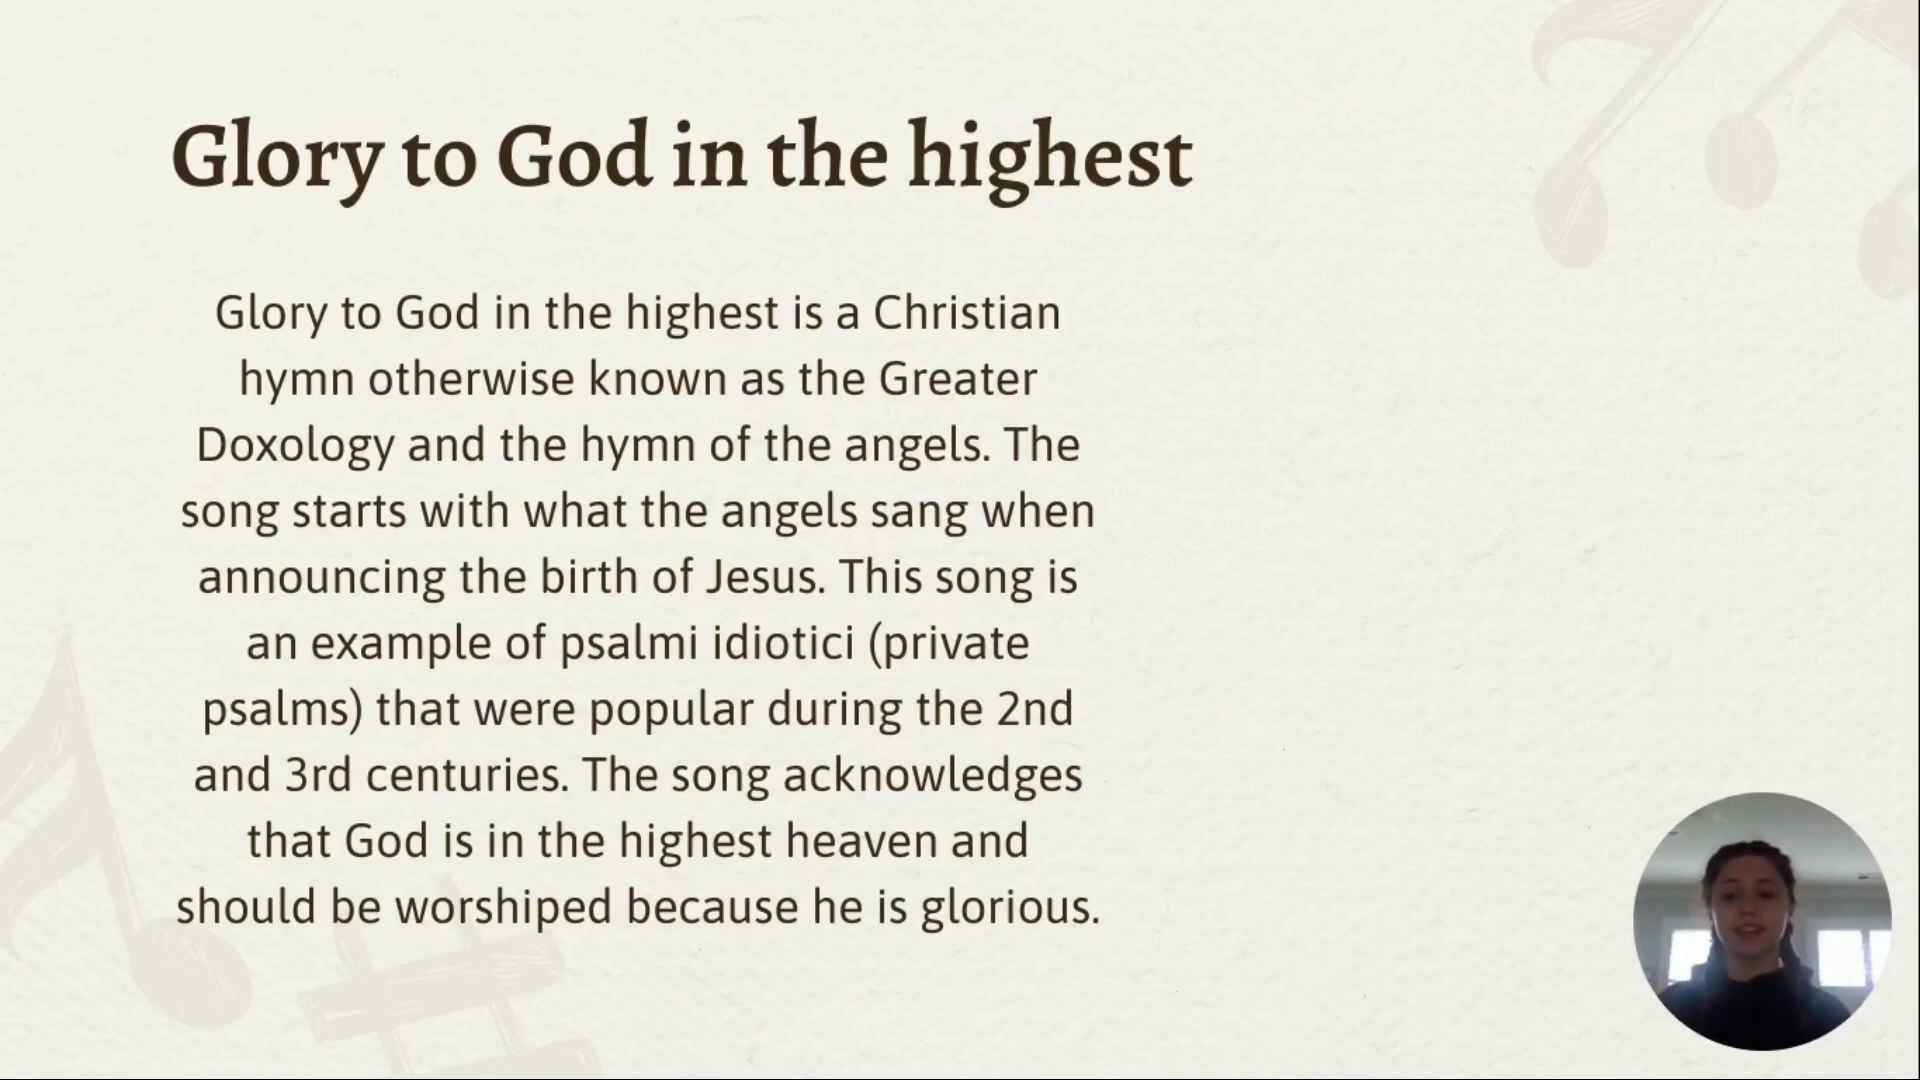 Glory to God in the highest
Glory to God in the highest is a Christian
hymn otherwise known as the Greater
Doxology and the hymn of the angels. The
song starts with what the angels sang when
announcing the birth of Jesus. This song is
an example of psalmi idiotici (private
psalms) that were popular during the 2nd
and 3rd centuries. The song acknowledges
that God is in the highest heaven and
should be worshiped because he is glorious.